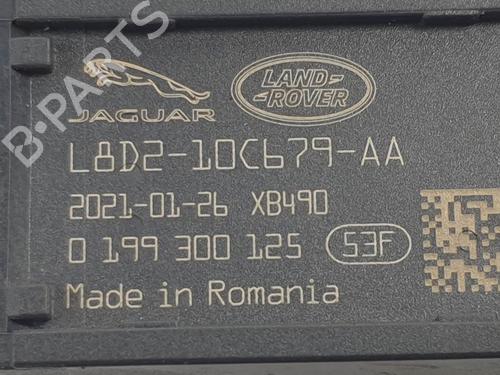 B-PARTS
JAGUAR
LAND-
-ROVER
L8D2-10C679-AA
2021-01-26 XB490
0 199 300 125 53F
Made in Romania